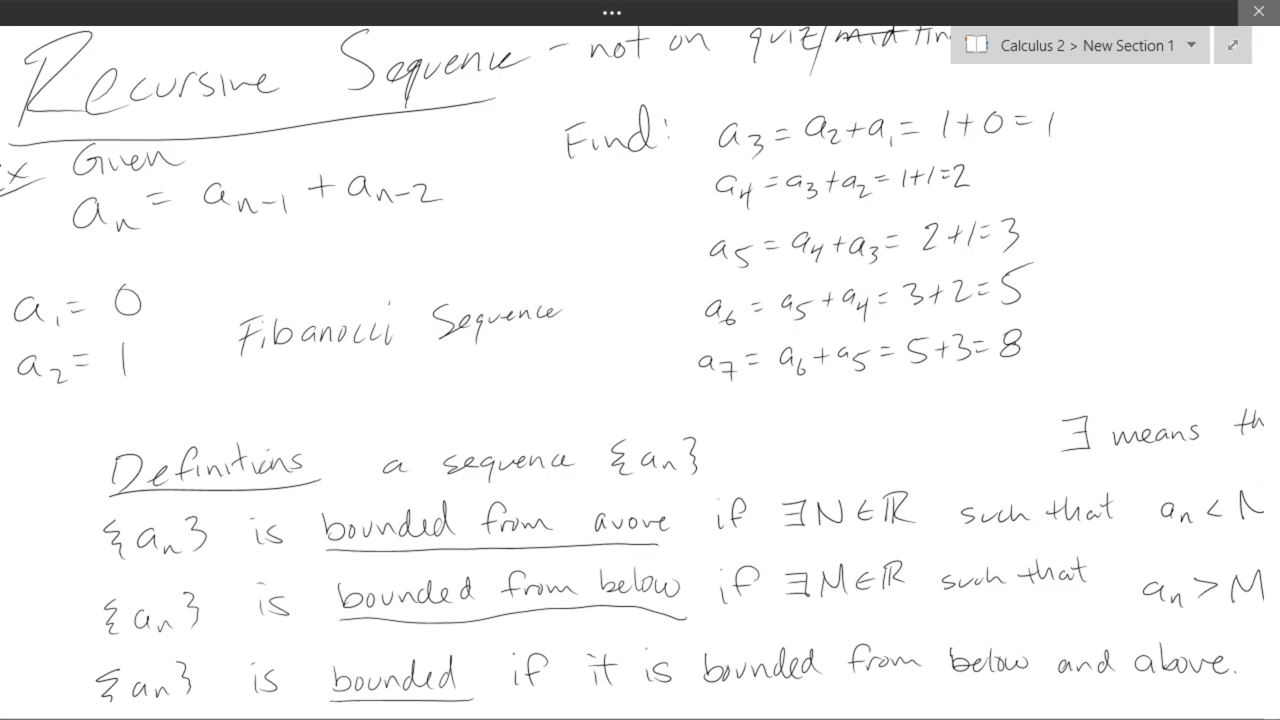 Calculus 2 > New Section 1
Recursive Sequence - not on quiz/mid
Ex Given
aₙ = aₙ₋₁ + aₙ₋₂
a₁ = 0
a₂ = 1
Fibanocci Sequence
Find: a₃ = a₂ + a₁ = 1 + 0 = 1
a₄ = a₃ + a₂ = 1+1=2
a₅ = a₄ + a₃ = 2+1=3
a₆ = a₅ + a₄ = 3+2=5
a₇ = a₆ + a₅ = 5+3=8
∃ means
Definitions a sequence {aₙ}
{aₙ} is bounded from avove if ∃N∈ℝ such that aₙ <
{aₙ} is bounded from below if ∃M∈ℝ such that aₙ > M
{aₙ} is bounded if it is bounded from below and above.